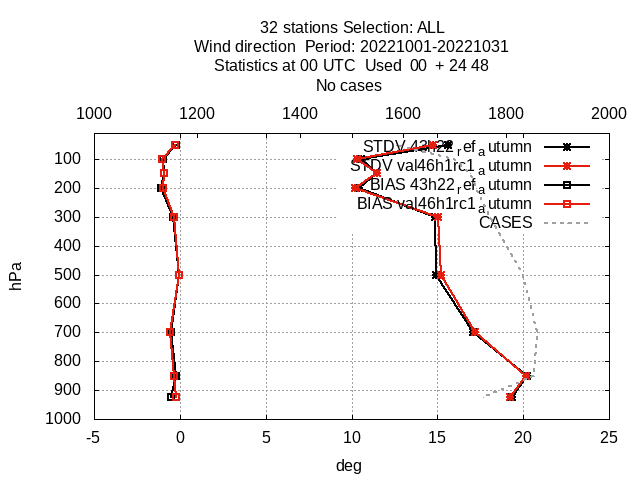 32 stations Selection: ALL
Wind direction Period: 20221001-20221031
Statistics at 00 UTC Used 00 + 24 48
No cases
1000 1200 1400 1600 1800 2000
STDV 43h22_ref_autumn
STDV val46h1rc1_autumn
BIAS 43h22_ref_autumn
BIAS val46h1rc1_autumn
CASES
100
200
300
400
500
600
700
800
900
1000
hPa
-5 0 5 10 15 20 25
deg